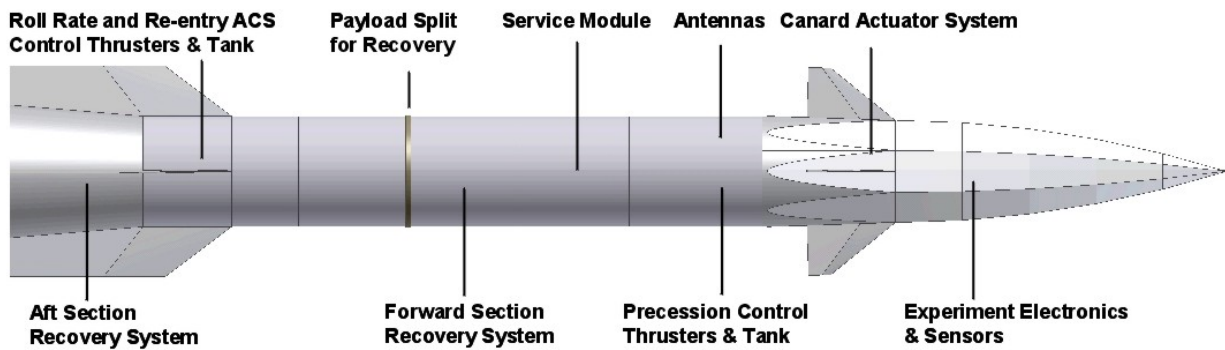 Roll Rate and Re-entry ACS
Control Thrusters & Tank
Payload Split
for Recovery
Service Module
Antennas
Canard Actuator System
Aft Section
Recovery System
Forward Section
Recovery System
Precession Control
Thrusters & Tank
Experiment Electronics
& Sensors